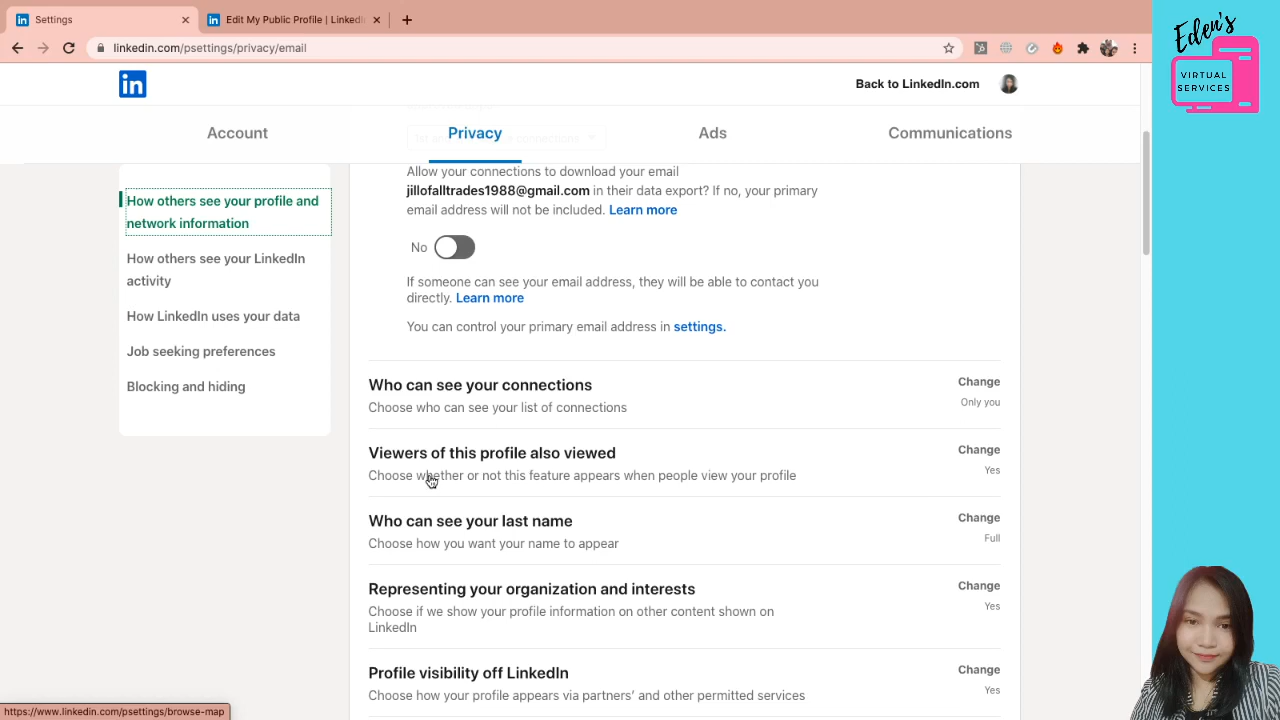 Settings
Edit My Public Profile | LinkedIn
linkedin.com/psettings/privacy/email
Eden's
VIRTUAL
SERVICES
in
Back to LinkedIn.com
Account
Privacy
Ads
Communications
How others see your profile and
network information
How others see your LinkedIn
activity
How LinkedIn uses your data
Job seeking preferences
Blocking and hiding
Allow your connections to download your email
jillofalltrades1988@gmail.com in their data export? If no, your primary
email address will not be included. Learn more
No
If someone can see your email address, they will be able to contact you
directly. Learn more
You can control your primary email address in settings.
Who can see your connections
Change
Choose who can see your list of connections
Only you
Viewers of this profile also viewed
Change
Choose whether or not this feature appears when people view your profile
Yes
Who can see your last name
Change
Choose how you want your name to appear
Full
Representing your organization and interests
Change
Choose if we show your profile information on other content shown on
LinkedIn
Yes
Profile visibility off LinkedIn
Change
Choose how your profile appears via partners' and other permitted services
Yes
https://www.linkedin.com/psettings/browse-map